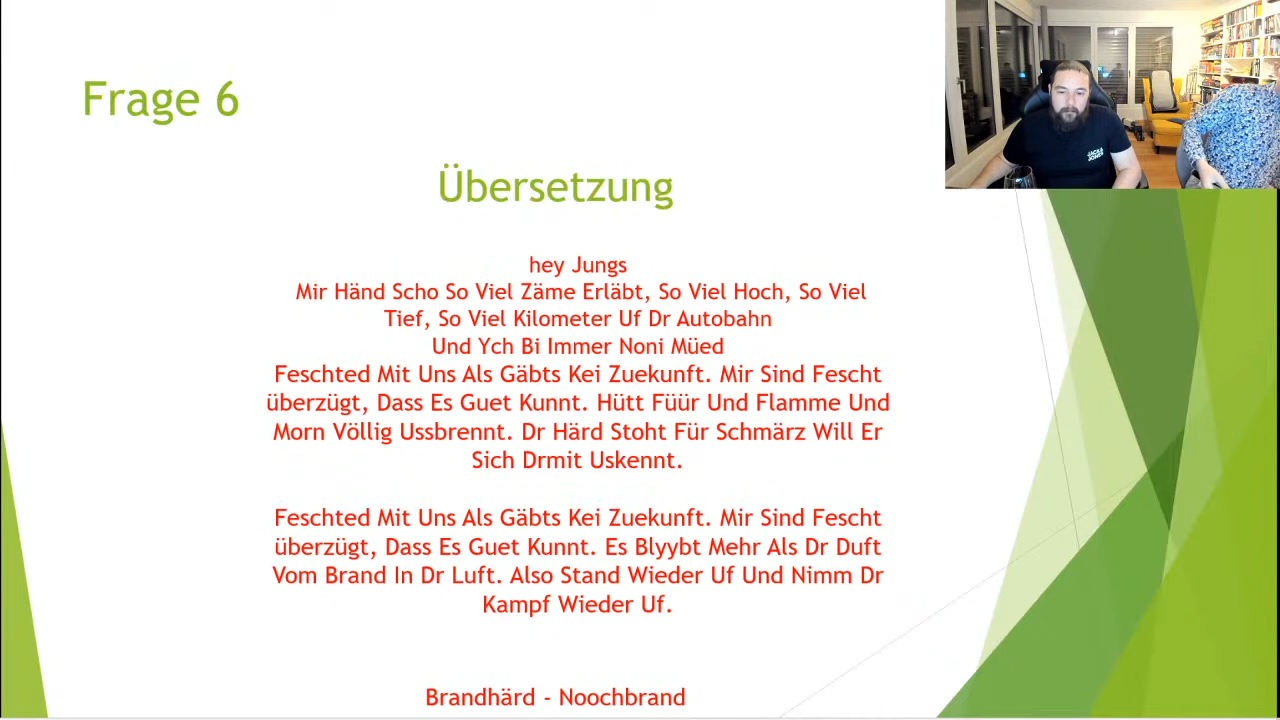 Frage 6
Übersetzung
hey Jungs
Mir Händ Scho So Viel Zäme Erläbt, So Viel Hoch, So Viel
Tief, So Viel Kilometer Uf Dr Autobahn
Und Ych Bi Immer Noni Müed
Feschted Mit Uns Als Gäbts Kei Zuekunft. Mir Sind Fescht
überzügt, Dass Es Guet Kunnt. Hütt Füür Und Flamme Und
Morn Völlig Ussbrennt. Dr Härd Stoht Für Schmärz Will Er
Sich Drmit Uskennt.
Feschted Mit Uns Als Gäbts Kei Zuekunft. Mir Sind Fescht
überzügt, Dass Es Guet Kunnt. Es Blyybt Mehr Als Dr Duft
Vom Brand In Dr Luft. Also Stand Wieder Uf Und Nimm Dr
Kampf Wieder Uf.
Brandhärd - Noochbrand
JACK &
JONES